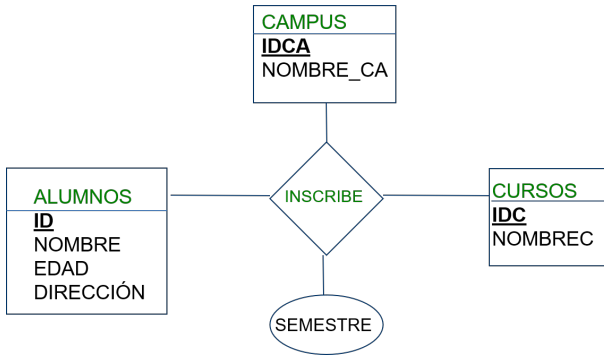 CAMPUS
IDCA
NOMBRE_CA
ALUMNOS
ID
NOMBRE
EDAD
DIRECCIÓN
INSCRIBE
CURSOS
IDC
NOMBREC
SEMESTRE